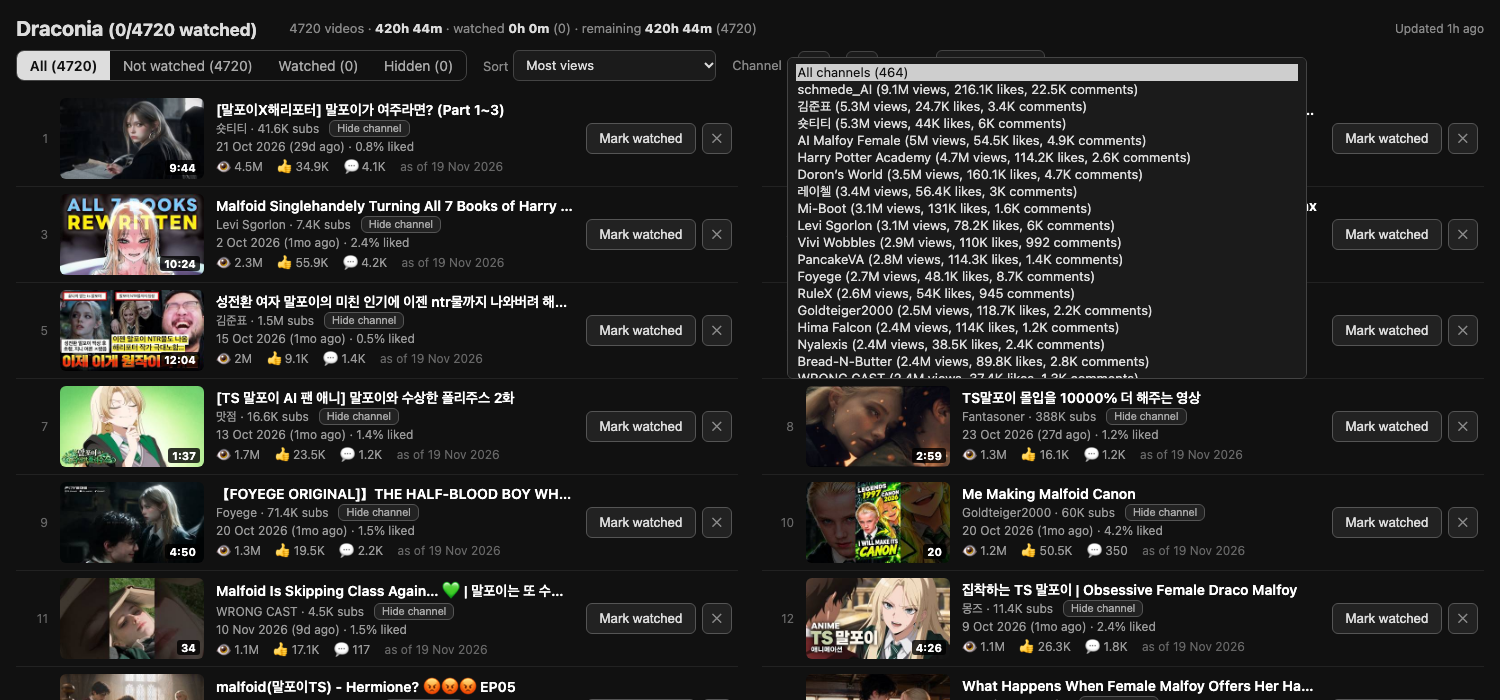 Draconia (0/4720 watched)
4720 videos · 420h 44m · watched 0h 0m (0) · remaining 420h 44m (4720)
Updated 1h ago
All (4720)
Not watched (4720)
Watched (0)
Hidden (0)
Sort
Most views
Channel
All channels (464)
schmede_AI (9.1M views, 216.1K likes, 22.5K comments)
김준표 (5.3M views, 24.7K likes, 3.4K comments)
숏티티 (5.3M views, 44K likes, 6K comments)
AI Malfoy Female (5M views, 54.5K likes, 4.9K comments)
Harry Potter Academy (4.7M views, 114.2K likes, 2.6K comments)
Doron's World (3.5M views, 160.1K likes, 4.7K comments)
레이첼 (3.4M views, 56.4K likes, 3K comments)
Mi-Boot (3.1M views, 131K likes, 1.6K comments)
Levi Sgorlon (3.1M views, 78.2K likes, 6K comments)
Vivi Wobbles (2.9M views, 110K likes, 992 comments)
PancakeVA (2.8M views, 114.3K likes, 1.4K comments)
Foyege (2.7M views, 48.1K likes, 8.7K comments)
RuleX (2.6M views, 54K likes, 945 comments)
Goldteiger2000 (2.5M views, 118.7K likes, 2.2K comments)
Hima Falcon (2.4M views, 114K likes, 1.2K comments)
Nyalexis (2.4M views, 38.5K likes, 2.4K comments)
Bread-N-Butter (2.4M views, 89.8K likes, 2.8K comments)
WRONG CAST (2.4M views, 37.4K likes, 1.3K comments)
1
9:44
[말포이X해리포터] 말포이가 여주라면? (Part 1~3)
숏티티 · 41.6K subs Hide channel
21 Oct 2026 (29d ago) · 0.8% liked
👁 4.5M 👍 34.9K 💬 4.1K as of 19 Nov 2026
Mark watched ✕
Mark watched ✕
3
ALL 7 BOOKS
REWRITTEN
10:24
Malfoid Singlehandely Turning All 7 Books of Harry ...
Levi Sgorlon · 7.4K subs Hide channel
2 Oct 2026 (1mo ago) · 2.4% liked
👁 2.3M 👍 55.9K 💬 4.2K as of 19 Nov 2026
Mark watched ✕
Mark watched ✕
5
12:04
성전환 여자 말포이의 미친 인기에 이젠 ntr물까지 나와버려 해...
김준표 · 1.5M subs Hide channel
15 Oct 2026 (1mo ago) · 0.5% liked
👁 2M 👍 9.1K 💬 1.4K as of 19 Nov 2026
Mark watched ✕
Mark watched ✕
7
1:37
[TS 말포이 AI 팬 애니] 말포이와 수상한 폴리주스 2화
맛점 · 16.6K subs Hide channel
13 Oct 2026 (1mo ago) · 1.4% liked
👁 1.7M 👍 23.5K 💬 1.2K as of 19 Nov 2026
Mark watched ✕
8
2:59
TS말포이 몰입을 10000% 더 해주는 영상
Fantasoner · 388K subs Hide channel
23 Oct 2026 (27d ago) · 1.2% liked
👁 1.3M 👍 16.1K 💬 1.2K as of 19 Nov 2026
Mark watched ✕
9
4:50
【FOYEGE ORIGINAL]】THE HALF-BLOOD BOY WH...
Foyege · 71.4K subs Hide channel
20 Oct 2026 (1mo ago) · 1.5% liked
👁 1.3M 👍 19.5K 💬 2.2K as of 19 Nov 2026
Mark watched ✕
10
LEGENDS
1997 CANON 2026
I WILL MAKE ITS
CANON
20
Me Making Malfoid Canon
Goldteiger2000 · 60K subs Hide channel
20 Oct 2026 (1mo ago) · 4.2% liked
👁 1.2M 👍 50.5K 💬 350 as of 19 Nov 2026
Mark watched ✕
11
34
Malfoid Is Skipping Class Again... 💚 | 말포이는 또 수...
WRONG CAST · 4.5K subs Hide channel
10 Nov 2026 (9d ago) · 1.5% liked
👁 1.1M 👍 17.1K 💬 117 as of 19 Nov 2026
Mark watched ✕
12
ANIME
TS말포이
애니메이션
4:26
집착하는 TS 말포이 | Obsessive Female Draco Malfoy
몽즈 · 11.4K subs Hide channel
9 Oct 2026 (1mo ago) · 2.4% liked
👁 1.1M 👍 26.3K 💬 1.8K as of 19 Nov 2026
Mark watched ✕
malfoid(말포이TS) - Hermione? 😡😡😡 EP05
What Happens When Female Malfoy Offers Her Ha...